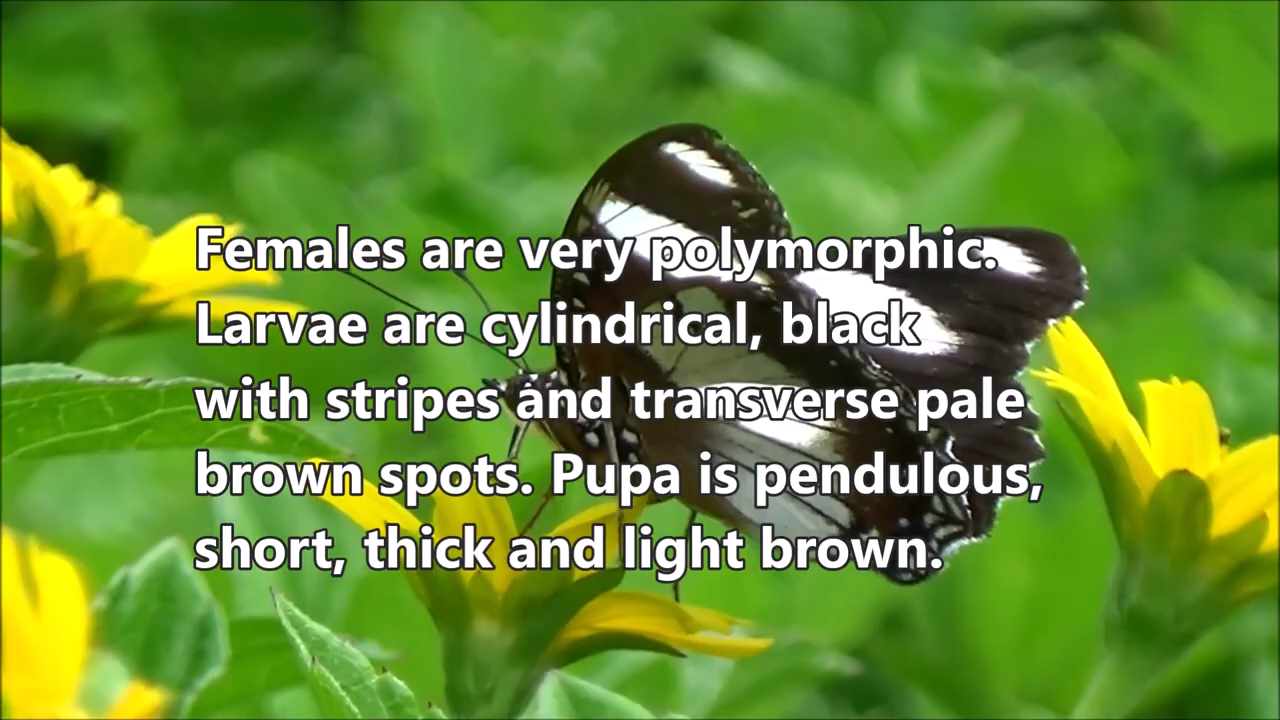 Females are very polymorphic.
Larvae are cylindrical, black
with stripes and transverse pale
brown spots. Pupa is pendulous,
short, thick and light brown.